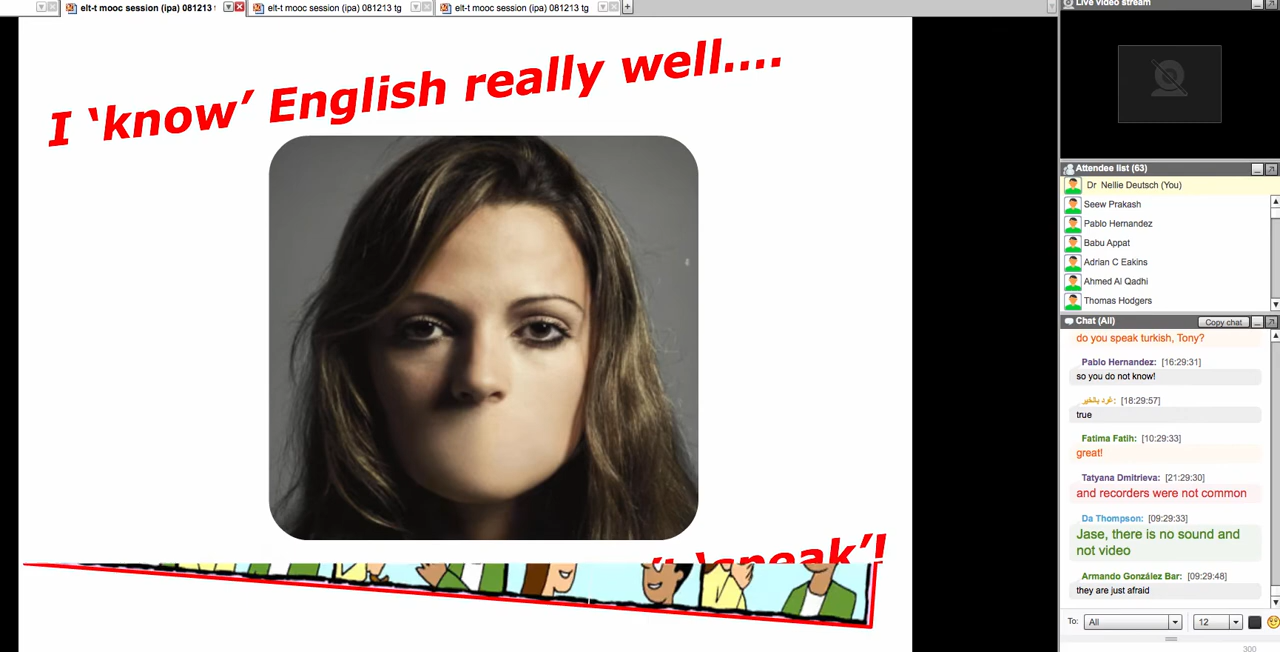 elt-t mooc session (ipa) 081213
elt-t mooc session (ipa) 081213 tg
elt-t mooc session (ipa) 081213 tg
Live video stream
I ‘know’ English really well....
‘speak’!
Attendee list (63)
Dr Nellie Deutsch (You)
Seew Prakash
Pablo Hernandez
Babu Appat
Adrian C Eakins
Ahmed Al Qadhi
Thomas Hodgers
Chat (All)
Copy chat
do you speak turkish, Tony?
Pablo Hernandez: [16:29:31]
so you do not know!
[18:29:57]
true
Fatima Fatih: [10:29:33]
great!
Tatyana Dmitrieva: [21:29:30]
and recorders were not common
Da Thompson: [09:29:33]
Jase, there is no sound and
not video
Armando González Bar: [09:29:48]
they are just afraid
To: All 12
300